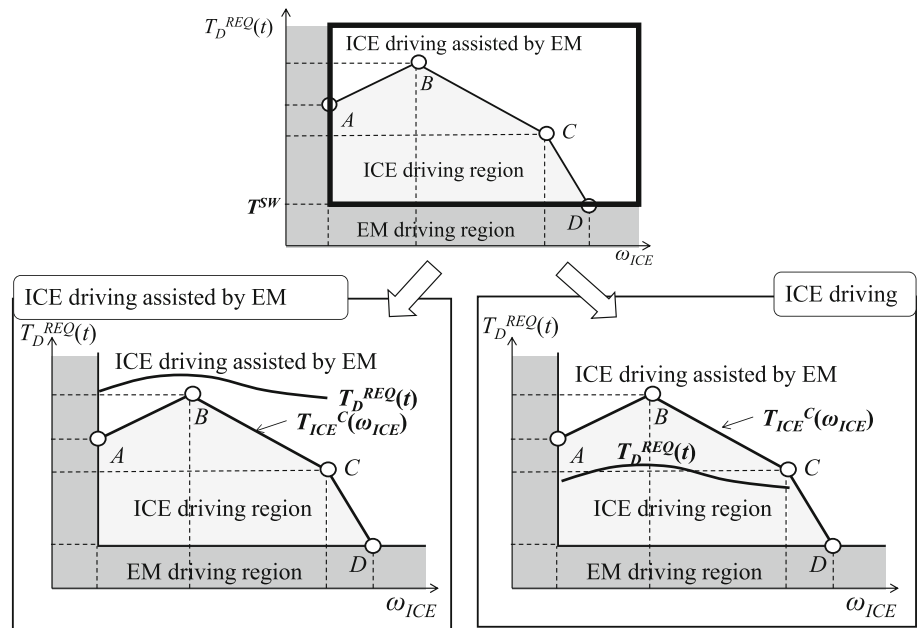 T_D^REQ(t)
ICE driving assisted by EM
B
A
C
ICE driving region
T^SW
D
EM driving region
ω_ICE
ICE driving assisted by EM
T_D^REQ(t)
ICE driving assisted by EM
T_D^REQ(t)
B
T_ICE^C(ω_ICE)
A
C
ICE driving region
D
EM driving region
ω_ICE
ICE driving
T_D^REQ(t)
ICE driving assisted by EM
B
T_ICE^C(ω_ICE)
A
T_D^REQ(t)
C
ICE driving region
D
EM driving region
ω_ICE